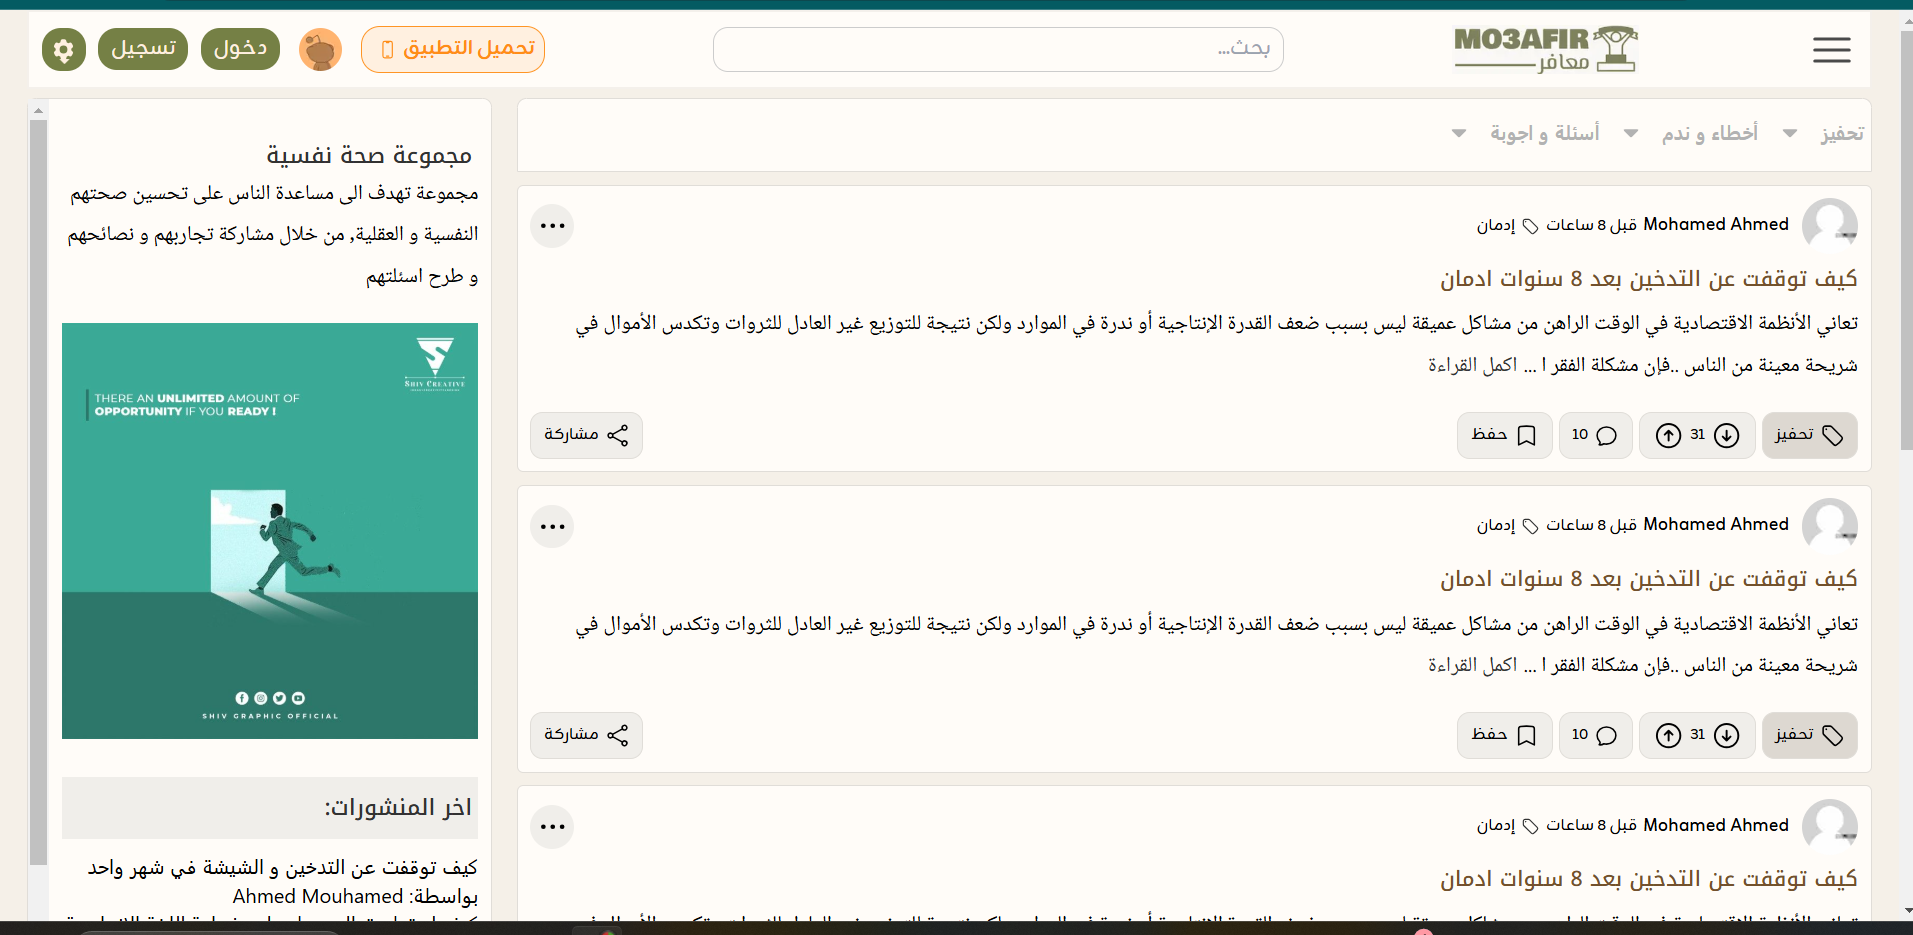 MO3AFIR
معافر
بحث...
تحميل التطبيق
دخول
تسجيل
تحفيز
أخطاء و ندم
أسئلة و اجوبة
Mohamed Ahmed قبل 8 ساعات إدمان
كيف توقفت عن التدخين بعد 8 سنوات ادمان
تعاني الأنظمة الاقتصادية في الوقت الراهن من مشاكل عميقة ليس بسبب ضعف القدرة الإنتاجية أو ندرة في الموارد ولكن نتيجة للتوزيع غير العادل للثروات وتكدس الأموال في
شريحة معينة من الناس ..فإن مشكلة الفقر ا ... اكمل القراءة
تحفيز
31
10
حفظ
مشاركة
Mohamed Ahmed قبل 8 ساعات إدمان
كيف توقفت عن التدخين بعد 8 سنوات ادمان
تعاني الأنظمة الاقتصادية في الوقت الراهن من مشاكل عميقة ليس بسبب ضعف القدرة الإنتاجية أو ندرة في الموارد ولكن نتيجة للتوزيع غير العادل للثروات وتكدس الأموال في
شريحة معينة من الناس ..فإن مشكلة الفقر ا ... اكمل القراءة
تحفيز
31
10
حفظ
مشاركة
Mohamed Ahmed قبل 8 ساعات إدمان
كيف توقفت عن التدخين بعد 8 سنوات ادمان
مجموعة صحة نفسية
مجموعة تهدف الى مساعدة الناس على تحسين صحتهم
النفسية و العقلية, من خلال مشاركة تجاربهم و نصائحهم
و طرح اسئلتهم
SHIV CREATIVE
THERE AN UNLIMITED AMOUNT OF
OPPORTUNITY IF YOU READY !
SHIV GRAPHIC OFFICIAL
اخر المنشورات:
كيف توقفت عن التدخين و الشيشة في شهر واحد
بواسطة: Ahmed Mouhamed